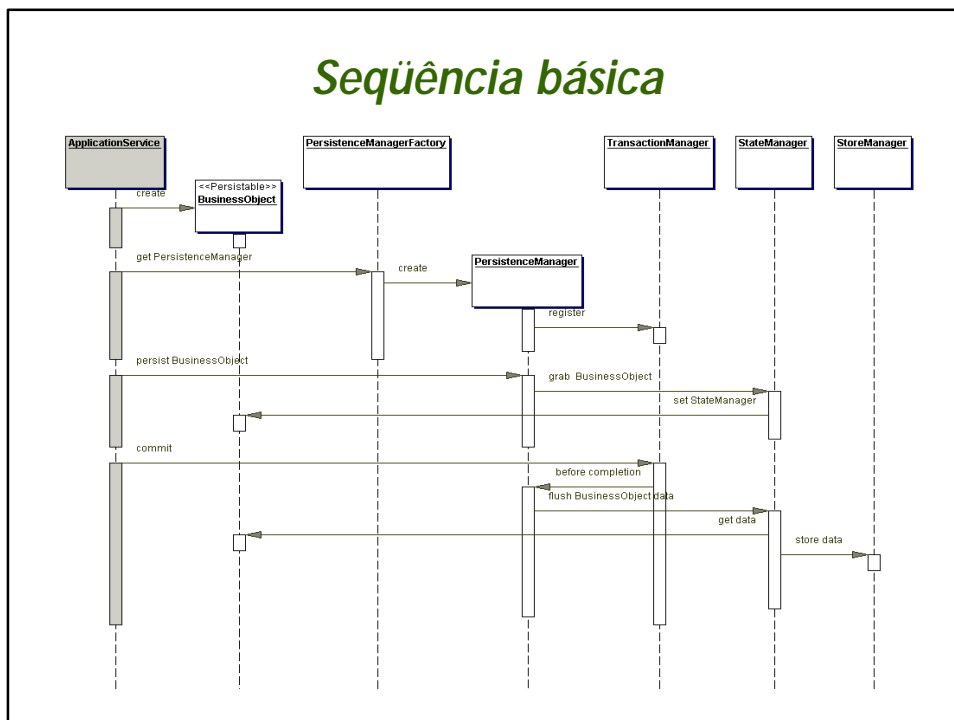 Seqüência básica
ApplicationService
PersistenceManagerFactory
TransactionManager
StateManager
StoreManager
<<Persistable>>
BusinessObject
create
get PersistenceManager
create
PersistenceManager
register
persist BusinessObject
grab BusinessObject
set StateManager
commit
before completion
flush BusinessObject data
get data
store data